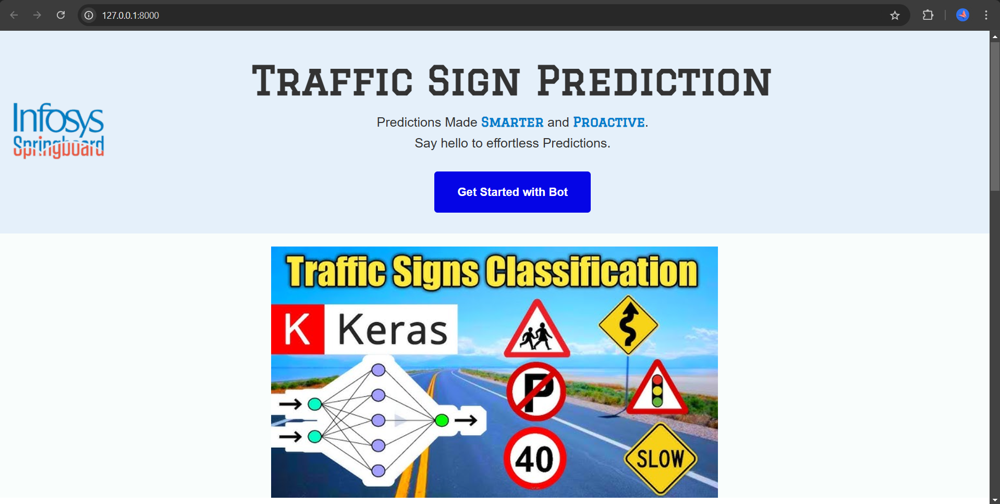 127.0.0.1:8000
Traffic Sign Prediction
Infosys
Springboard
Predictions Made Smarter and Proactive.
Say hello to effortless Predictions.
Get Started with Bot
Traffic Signs Classification
K Keras
P
40
SLOW